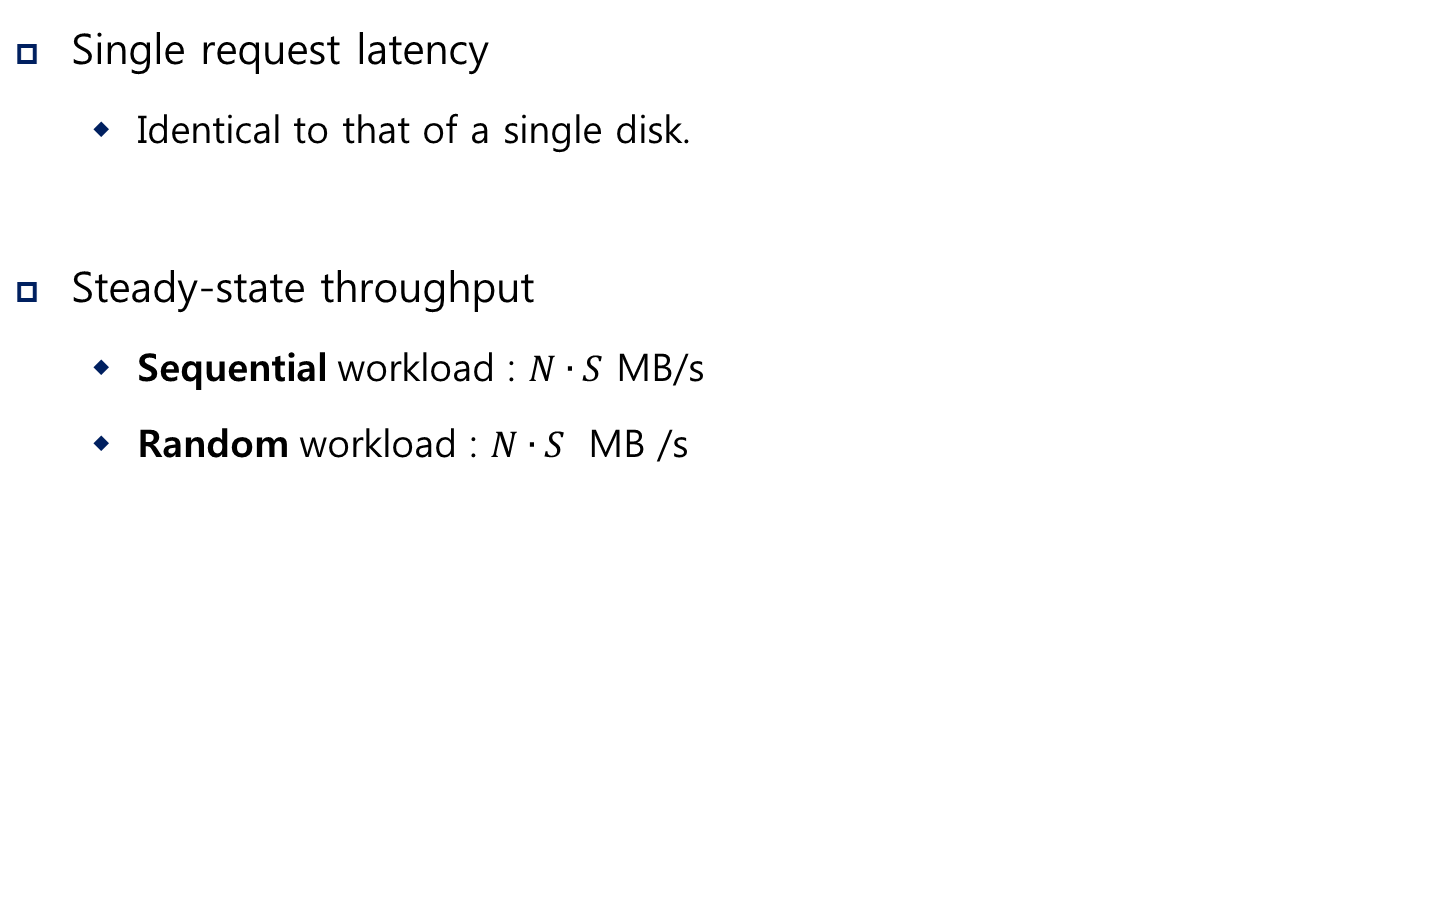 Single request latency
Identical to that of a single disk.
Steady-state throughput
Sequential workload : N · S MB/s
Random workload : N · S MB /s